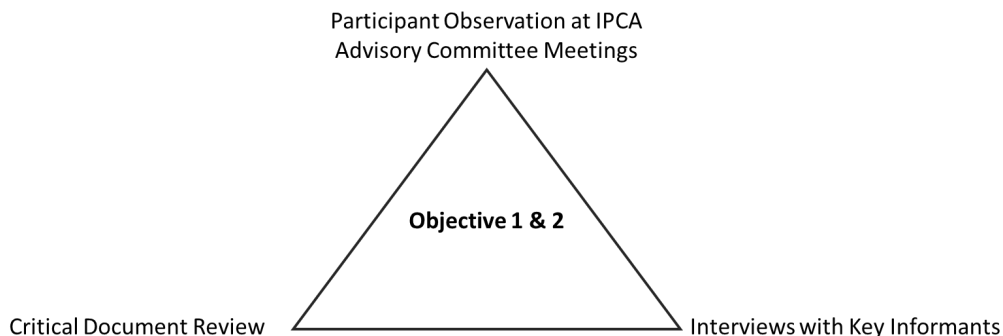 Participant Observation at IPCA
Advisory Committee Meetings
Objective 1 & 2
Critical Document Review
Interviews with Key Informants